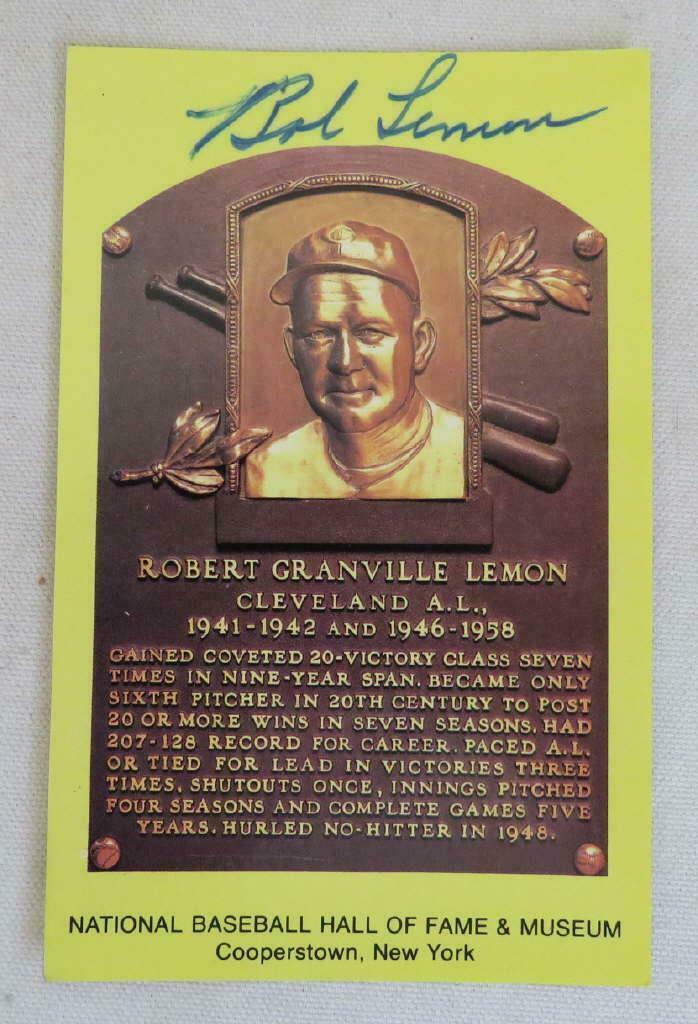 Bob Lemon
ROBERT GRANVILLE LEMON
CLEVELAND A.L.,
1941-1942 AND 1946-1958
GAINED COVETED 20-VICTORY CLASS SEVEN
TIMES IN NINE-YEAR SPAN. BECAME ONLY
SIXTH PITCHER IN 20TH CENTURY TO POST
20 OR MORE WINS IN SEVEN SEASONS. HAD
207-128 RECORD FOR CAREER. PACED A.L.
OR TIED FOR LEAD IN VICTORIES THREE
TIMES, SHUTOUTS ONCE, INNINGS PITCHED
FOUR SEASONS AND COMPLETE GAMES FIVE
YEARS. HURLED NO-HITTER IN 1948.
NATIONAL BASEBALL HALL OF FAME & MUSEUM
Cooperstown, New York